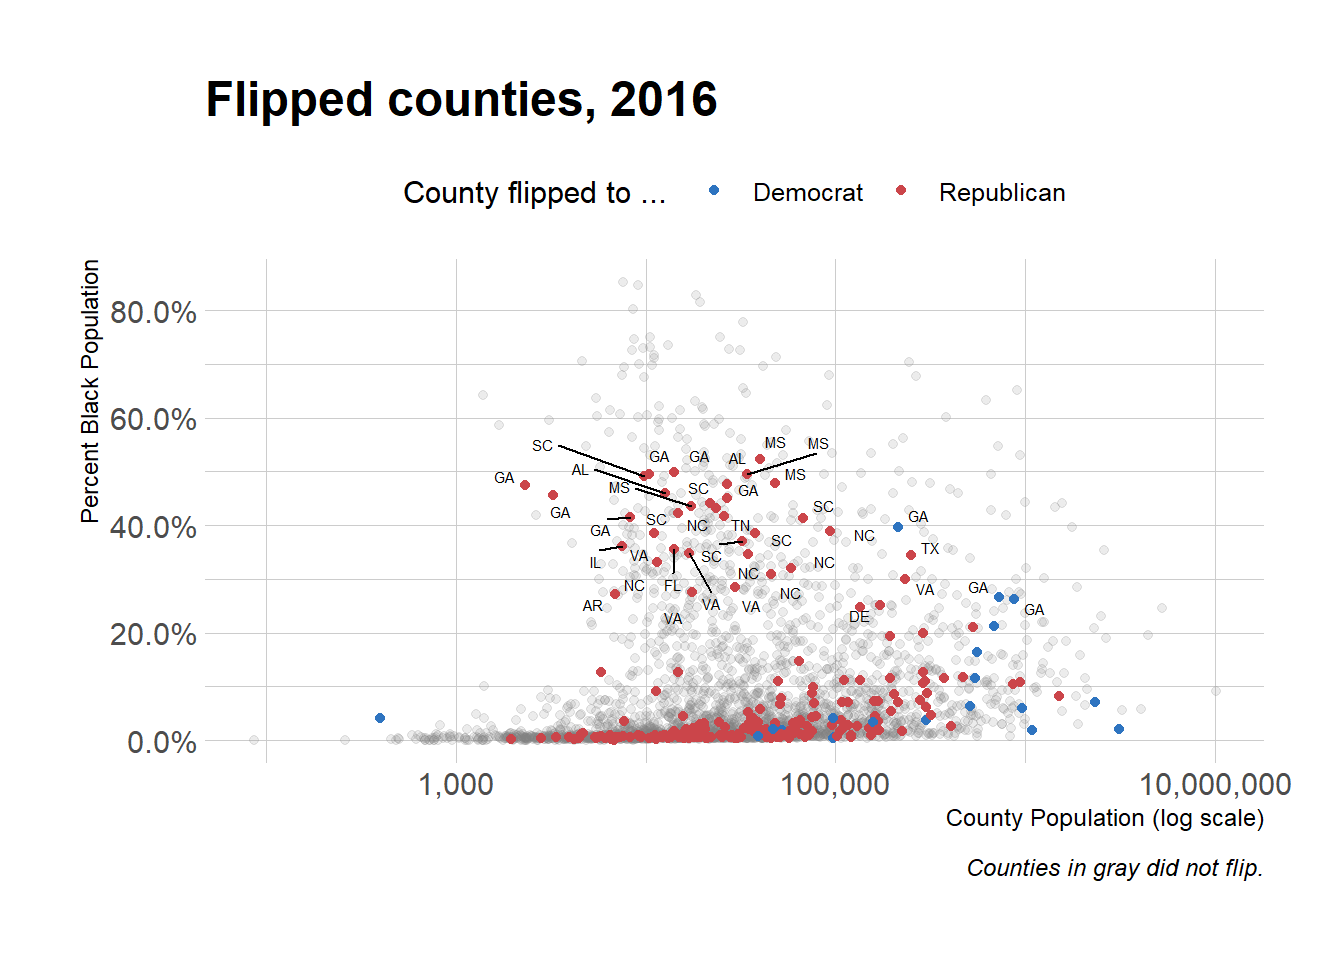 Flipped counties, 2016
County flipped to ... Democrat Republican
Percent Black Population
80.0%
60.0%
40.0%
20.0%
0.0%
MS MS
SC GA GA AL
AL MS
GA MS SC GA
GA SC SC GA
GA SC NC TN NC
SC TX
IL VA SC
FL NC NC
NC NC VA GA
AR VA VA DE GA
VA
1,000 100,000 10,000,000
County Population (log scale)
Counties in gray did not flip.